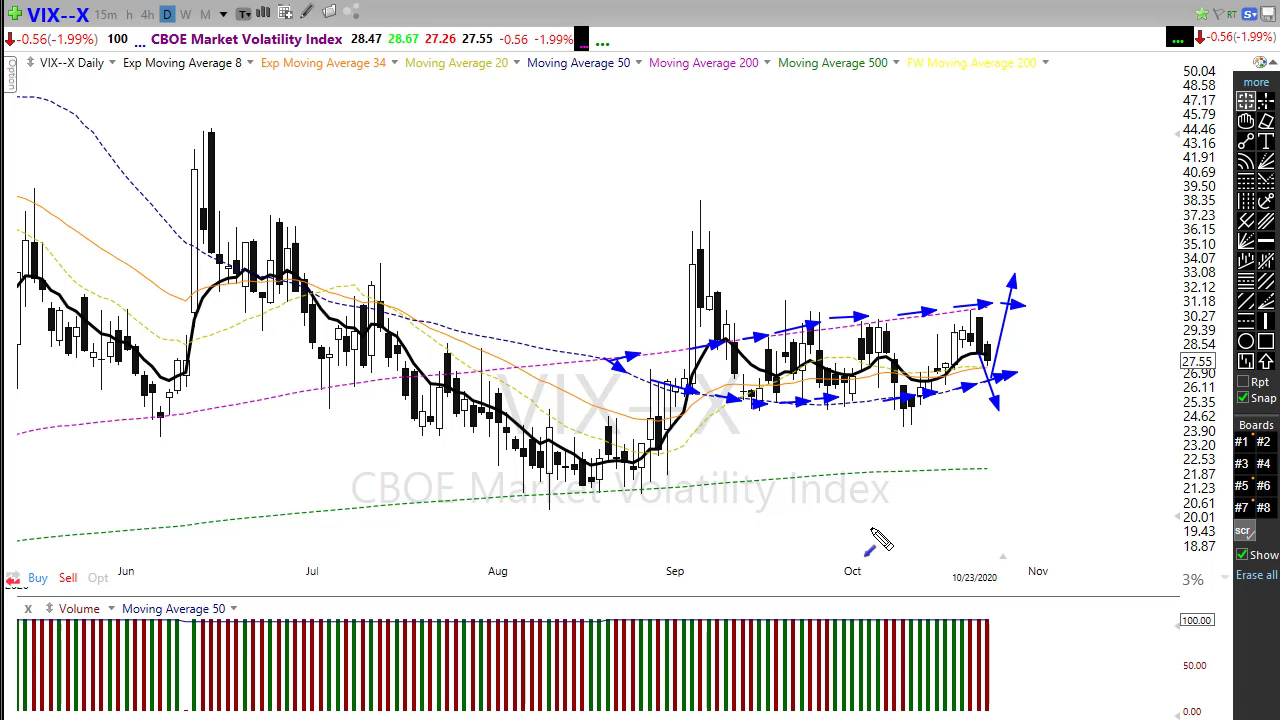 VIX--X 15m h 4h D W M T RT S
-0.56(-1.99%) 100 ... CBOE Market Volatility Index 28.47 28.67 27.26 27.55 -0.56 -1.99% ... ... ... -0.56(-1.99%)
Option
VIX--X Daily Exp Moving Average 8 Exp Moving Average 34 Moving Average 20 Moving Average 50 Moving Average 200 Moving Average 500 FW Moving Average 200
50.04
48.58
47.17
45.79
44.46
43.16
41.91
40.69
39.50
38.35
37.23
36.15
35.10
34.07
33.08
32.12
31.18
30.27
29.39
28.54
27.55
26.90
26.11
25.35
24.62
23.90
23.20
22.53
21.87
21.23
20.61
20.01
19.43
18.87
VIX--X
CBOE Market Volatility Index
more
T
Rpt
Snap
Boards
#1 #2
#3 #4
#5 #6
#7 #8
scr
Show
Erase all
Jun Jul Aug Sep Oct 10/23/2020 Nov
Buy Sell Opt
3%
X Volume Moving Average 50
100.00
50.00
0.00